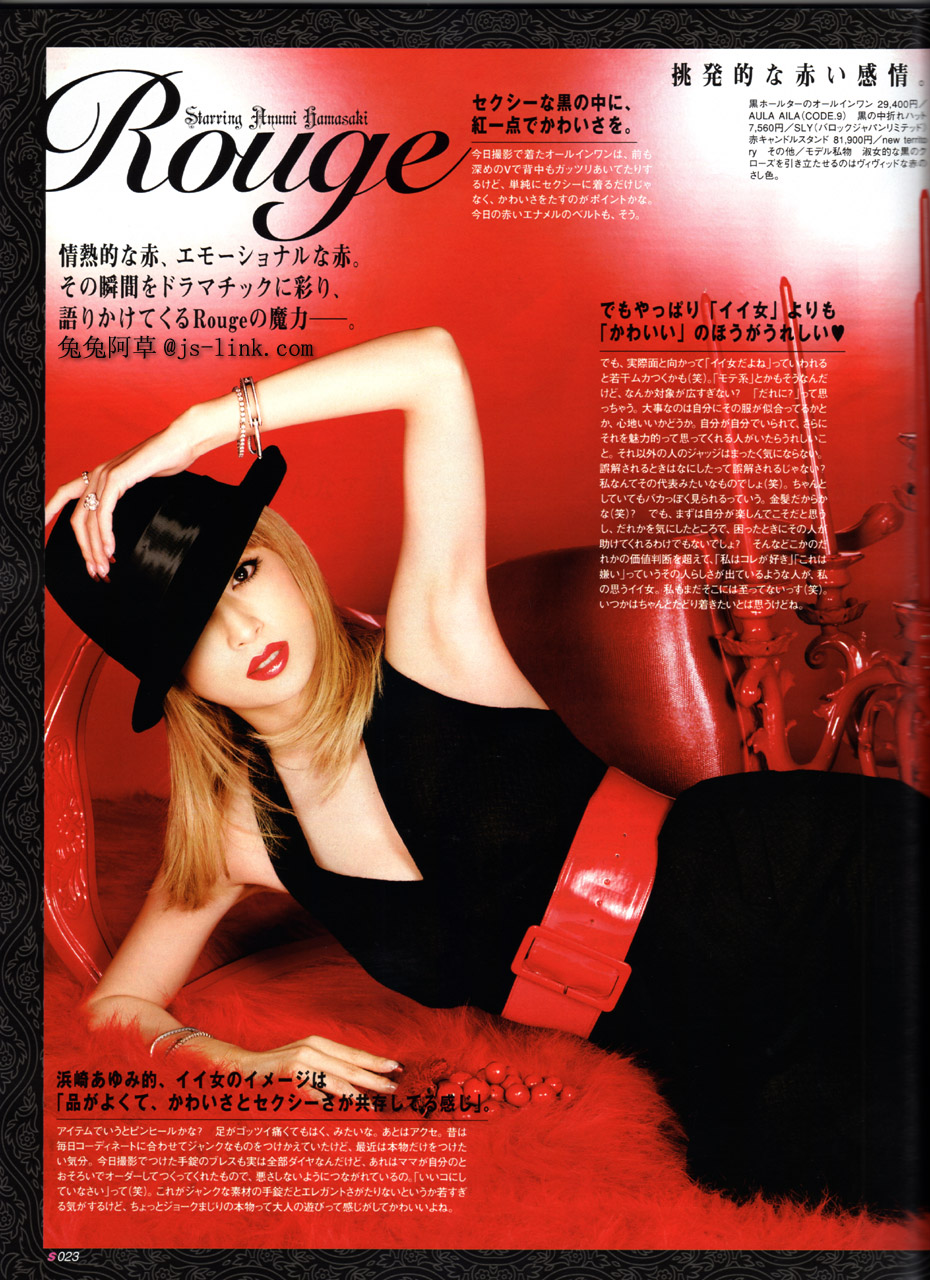 Rouge
Starring Ayumi Hamasaki
情熱的な赤、エモーショナルな赤。
その瞬間をドラマチックに彩り、
語りかけてくるRougeの魔力──。
兔兔阿草@js-link.com
セクシーな黒の中に、
紅一点でかわいさを。
今日撮影で着たオールインワンは、前も
深めのVで背中もガッツリあいてたりす
るけど、単純にセクシーに着るだけじゃ
なく、かわいさをたすのがポイントかな。
今日の赤いエナメルのベルトも、そう。
挑発的な赤い感情。
黒ホールターのオールインワン 29,400円/
AULA AILA(CODE.9) 黒の中折れハット
7,560円/SLY(バロックジャパンリミテッド)
赤キャンドルスタンド 81,900円/new territo
ry その他/モデル私物 淑女的な黒のク
ローズを引き立たせるのはヴィヴィッドな赤の
さし色。
でもやっぱり「イイ女」よりも
「かわいい」のほうがうれしい♥
でも、実際面と向かって「イイ女だよね」っていわれる
と若干ムカつくかも(笑)。「モテ系」とかもそうなんだ
けど、なんか対象が広すぎない? 「だれに?」って思
っちゃう。大事なのは自分にその服が似合ってるかと
か、心地いいかどうか。自分が自分でいられて、さらに
それを魅力的って思ってくれる人がいたらうれしいこ
と。それ以外の人のジャッジはまったく気にならない。
誤解されるときはなにしたって誤解されるじゃない?
私なんてその代表みたいなものでしょ(笑)。ちゃんと
していてもバカっぽく見られるっていう。金髪だからか
な(笑)? でも、まずは自分が楽しんでこそだと思う
し、だれかを気にしたところで、困ったときにその人が
助けてくれるわけでもないでしょ? そんなどこかのだ
れかの価値判断を超えて、「私はコレが好き」「これは
嫌い」っていうその人らしさが出ているような人が、私
の思うイイ女。私もまだそこには至ってないっす(笑)。
いつかはちゃんとたどり着きたいとは思うけどね。
浜崎あゆみ的、イイ女のイメージは
「品がよくて、かわいさとセクシーさが共存してる感じ」。
アイテムでいうとピンヒールかな? 足がゴッツイ痛くてもはく、みたいな。あとはアクセ。昔は
毎日コーディネートに合わせてジャンクなものをつけかえていたけど、最近は本物だけをつけた
い気分。今日撮影でつけた手錠のブレスも実は全部ダイヤなんだけど、あれはママが自分のと
おそろいでオーダーしてつくってくれたもので、悪さしないようにつながれているの。「いいコにし
ていなさい」って(笑)。これがジャンクな素材の手錠だとエレガントさがたりないというか若すぎ
る気がするけど、ちょっとジョークまじりの本物って大人の遊びって感じがしてかわいいよね。
S 023